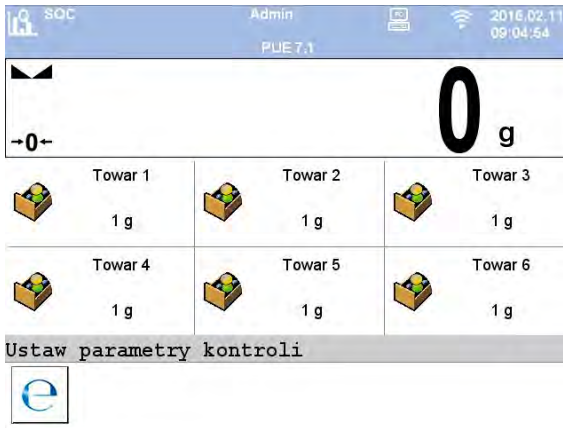 SOC Admin PC 2016.02.11
09:04:54
PUE 7.1
0 g
→0←
Towar 1 Towar 2 Towar 3
1 g 1 g 1 g
Towar 4 Towar 5 Towar 6
1 g 1 g 1 g
Ustaw parametry kontroli
e